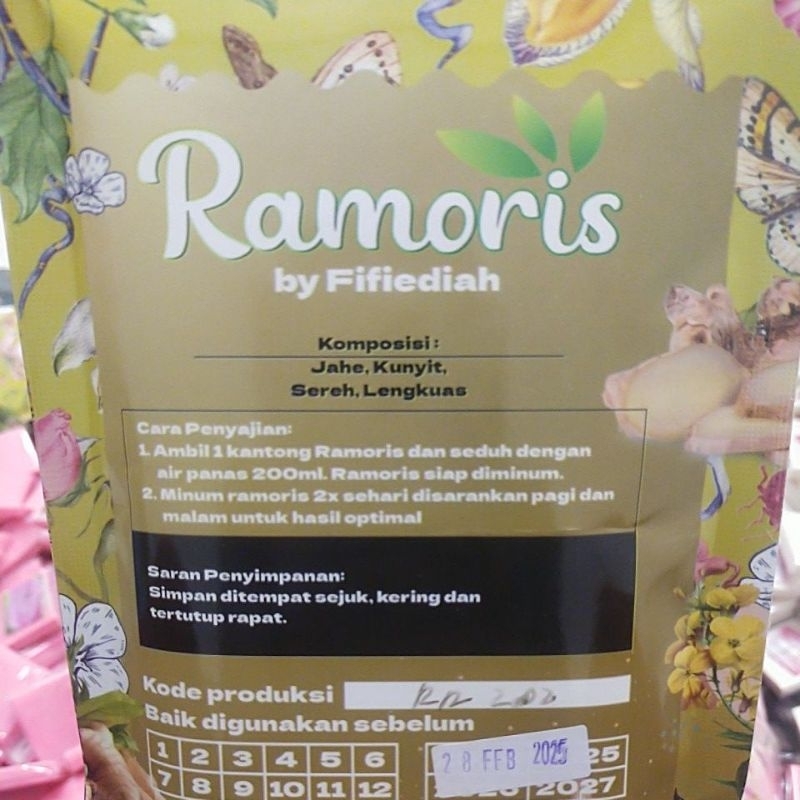 Ramoris
by Fifiediah
Komposisi :
Jahe, Kunyit,
Sereh, Lengkuas
Cara Penyajian:
1. Ambil 1 kantong Ramoris dan seduh dengan
air panas 200ml. Ramoris siap diminum.
2. Minum ramoris 2x sehari disarankan pagi dan
malam untuk hasil optimal
Saran Penyimpanan:
Simpan ditempat sejuk, kering dan
tertutup rapat.
Kode produksi
Baik digunakan sebelum
1 2 3 4 5 6
28 FEB 2025
7 8 9 10 11 12
2027